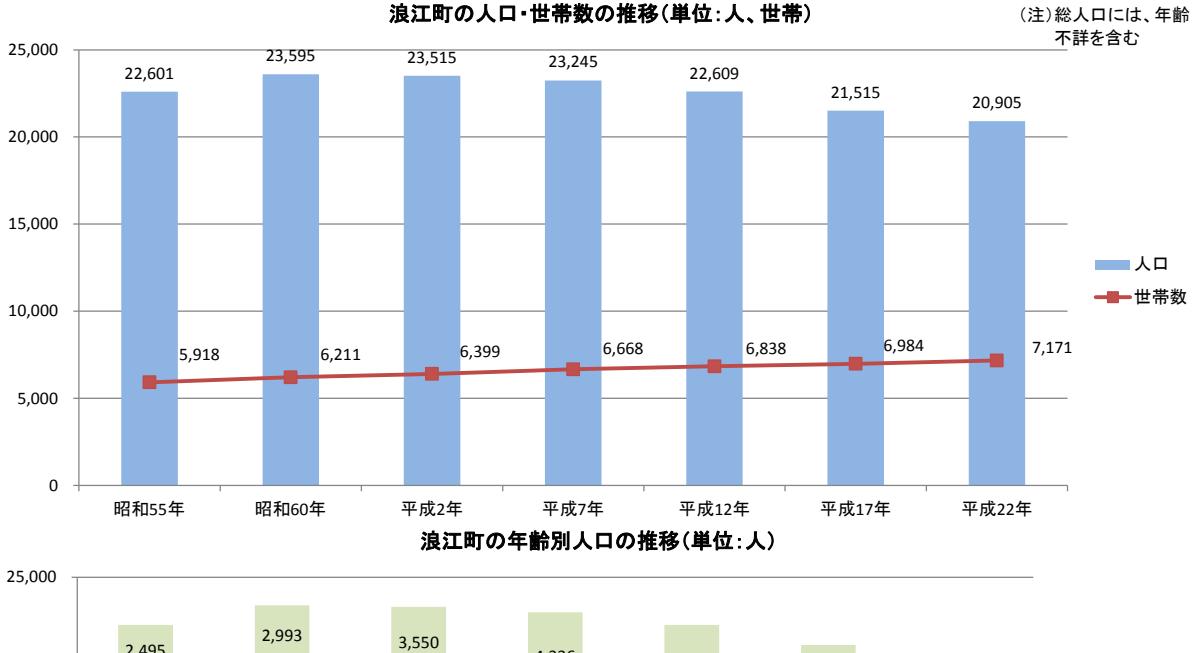 浪江町の人口・世帯数の推移(単位：人、世帯)
(注)総人口には、年齢
不詳を含む
25,000
20,000
15,000
10,000
5,000
0
22,601
23,595
23,515
23,245
22,609
21,515
20,905
5,918
6,211
6,399
6,668
6,838
6,984
7,171
人口
世帯数
昭和55年
昭和60年
平成2年
平成7年
平成12年
平成17年
平成22年
浪江町の年齢別人口の推移(単位：人)
25,000
2,495
2,993
3,550